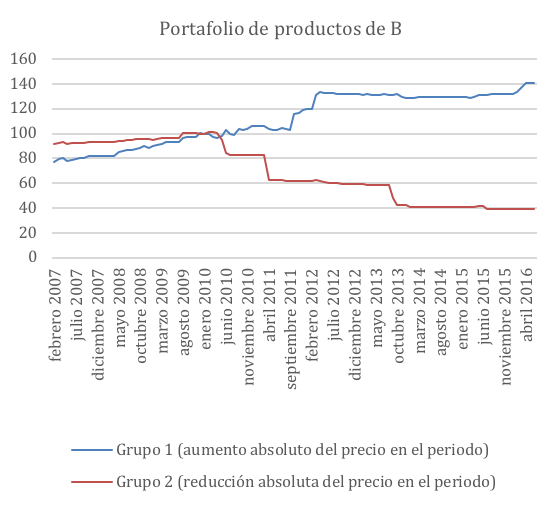 Portafolio de productos de B
160
140
120
100
80
60
40
20
0
febrero 2007
julio 2007
diciembre 2007
mayo 2008
octubre 2008
marzo 2009
agosto 2009
enero 2010
junio 2010
noviembre 2010
abril 2011
septiembre 2011
febrero 2012
julio 2012
diciembre 2012
mayo 2013
octubre 2013
marzo 2014
agosto 2014
enero 2015
junio 2015
noviembre 2015
abril 2016
Grupo 1 (aumento absoluto del precio en el periodo)
Grupo 2 (reducción absoluta del precio en el periodo)